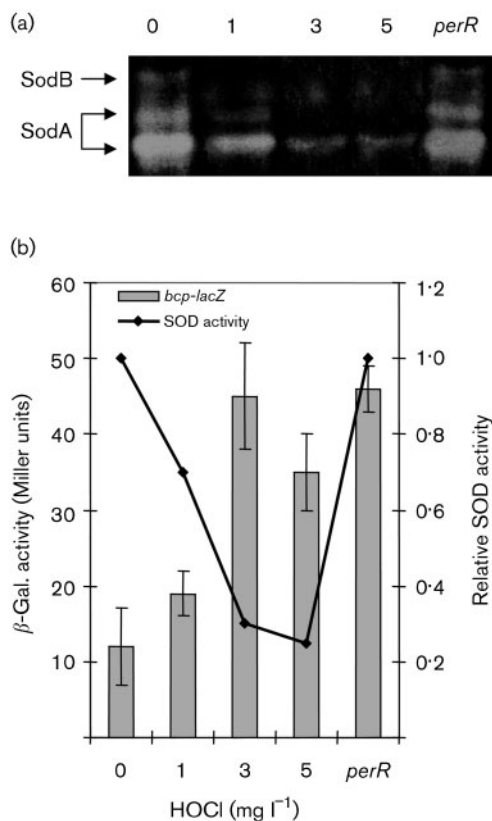 (a)
0 1 3 5 perR
SodB
SodA
(b)
60 1·2
bcp-lacZ
SOD activity
50 1·0
40 0·8
30 0·6
20 0·4
10 0·2
β-Gal. activity (Miller units)
Relative SOD activity
0 1 3 5 perR
HOCl (mg l⁻¹)